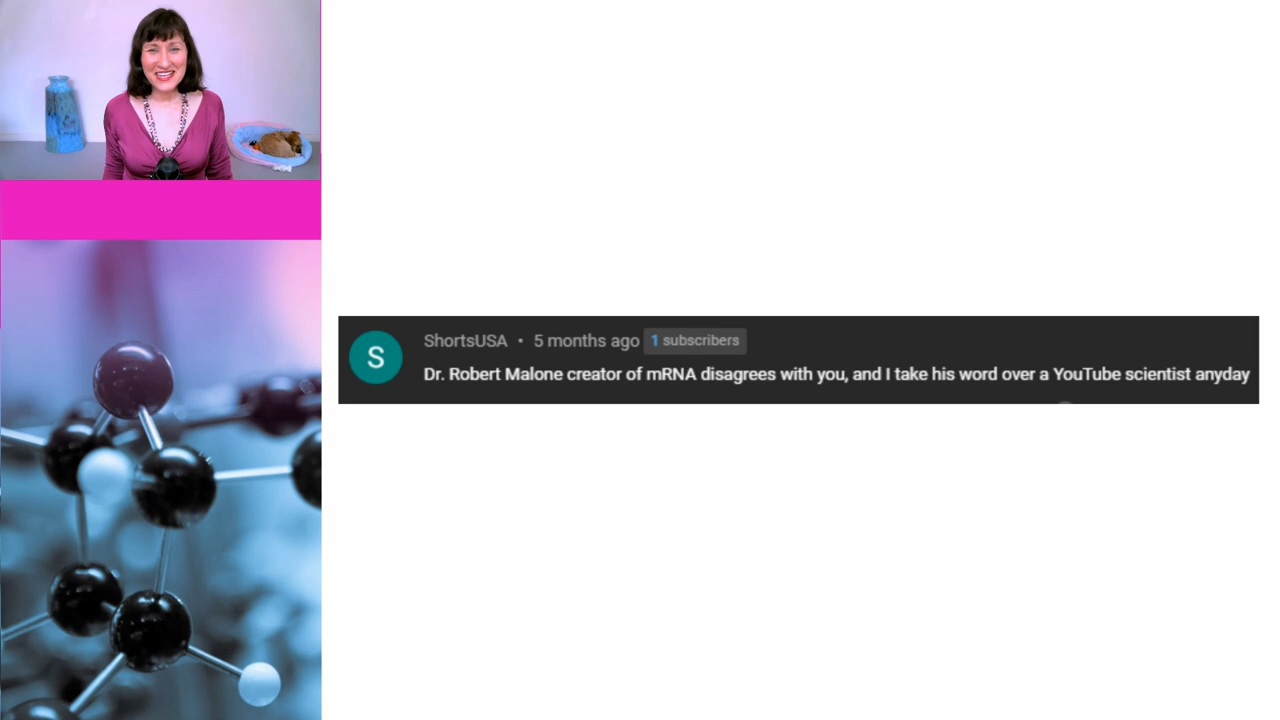 S
ShortsUSA • 5 months ago 1 subscribers
Dr. Robert Malone creator of mRNA disagrees with you, and I take his word over a YouTube scientist anyday